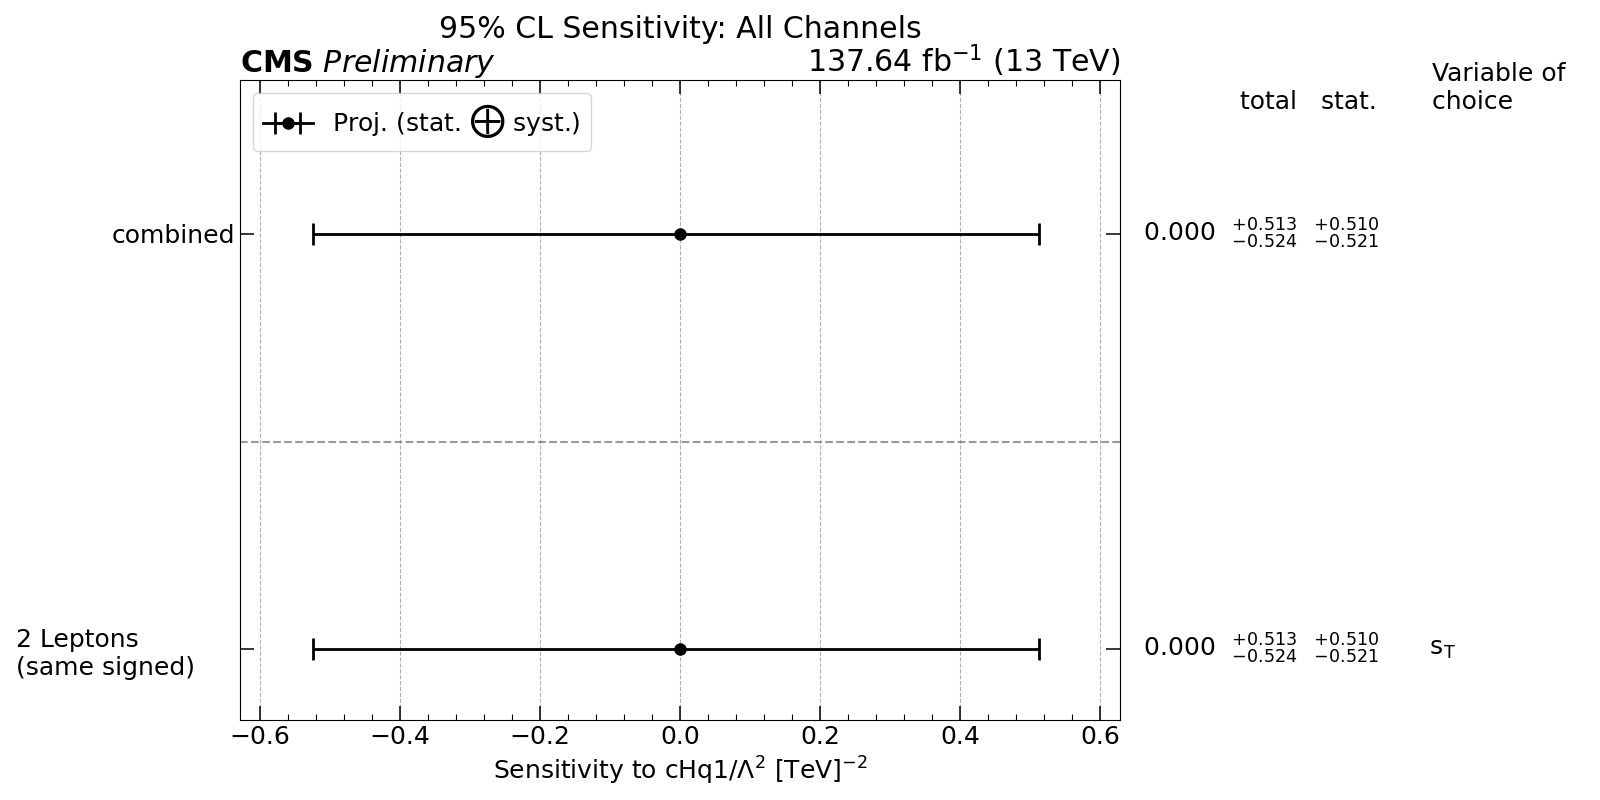 95% CL Sensitivity: All Channels
CMS Preliminary 137.64 fb⁻¹ (13 TeV)
total stat. Variable of
choice
Proj. (stat. ⊕ syst.)
combined 0.000 +0.513 +0.510
−0.524 −0.521
2 Leptons
(same signed) 0.000 +0.513 +0.510 s_T
−0.524 −0.521
−0.6 −0.4 −0.2 0.0 0.2 0.4 0.6
Sensitivity to cHq1/Λ² [TeV]⁻²